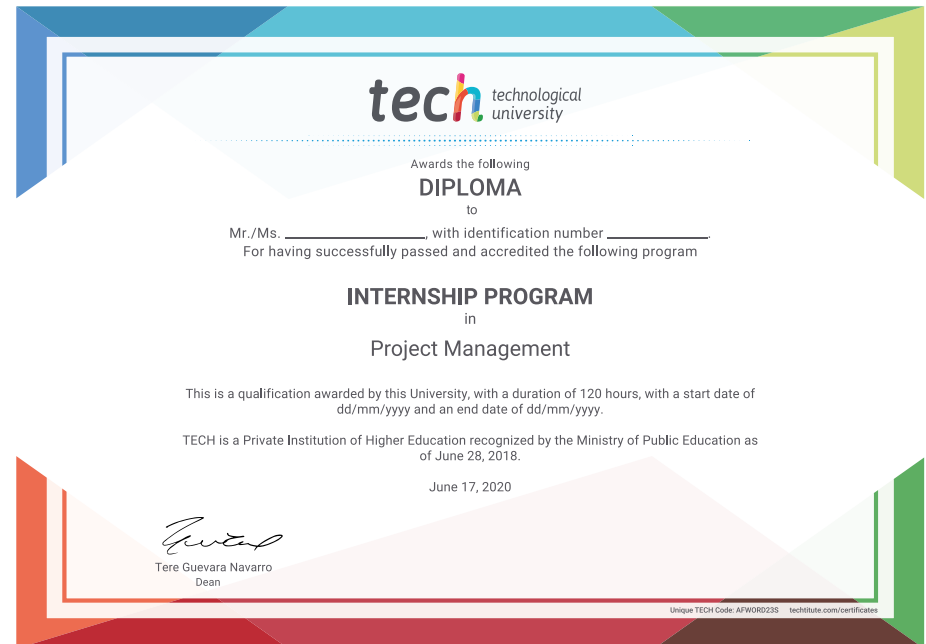 tech technological
university
Awards the following
DIPLOMA
to
Mr./Ms. ____________________, with identification number ______________.
For having successfully passed and accredited the following program
INTERNSHIP PROGRAM
in
Project Management
This is a qualification awarded by this University, with a duration of 120 hours, with a start date of
dd/mm/yyyy and an end date of dd/mm/yyyy.
TECH is a Private Institution of Higher Education recognized by the Ministry of Public Education as
of June 28, 2018.
June 17, 2020
Tere Guevara Navarro
Dean
Unique TECH Code: AFWORD23S techtitute.com/certificates